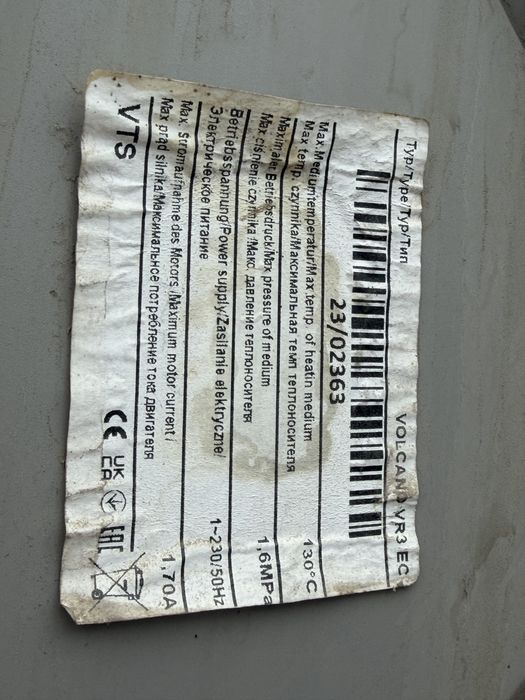 Typ/Type/Typ/Тип VOLCANO VR3 EC
23/02363
Max.Mediumtemperatur/Max temp. of heatin medium
Max temp. czynnika/Максимальная темп теплоносителя 130°C
Maximaler Betriebsdruck/Max pressure of medium
Max ciśnienie czynnika /Макс. давление теплоносителя 1,6MPa
Betriebsspannung/Power supply/Zasilanie elektryczne/
Электрическое питание 1~230/50Hz
Max. Stromaufnahme des Motors /Maximum motor current /
Max prąd silnika/Максимальное потребление тока двигателя 1,70A
VTS CE UK CA EAC